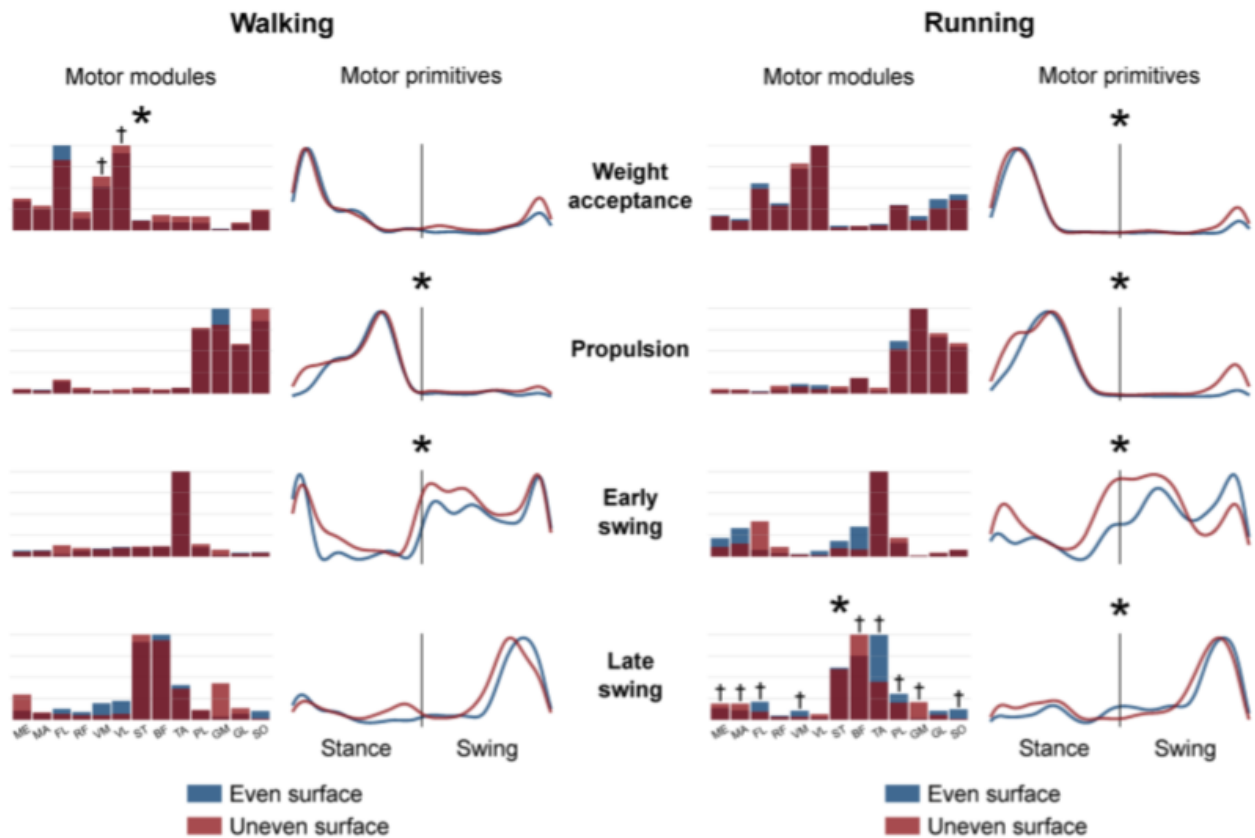 Walking
Running
Motor modules
Motor primitives
Motor modules
Motor primitives
*
*
† †
Weight
acceptance
*
*
Propulsion
*
*
Early
swing
*
*
† †
† † † † † † †
Late
swing
ME MA FL RF VM VL ST BF TA PL GM GL SO
Stance
Swing
ME MA FL RF VM VL ST BF TA PL GM GL SO
Stance
Swing
Even surface
Uneven surface
Even surface
Uneven surface